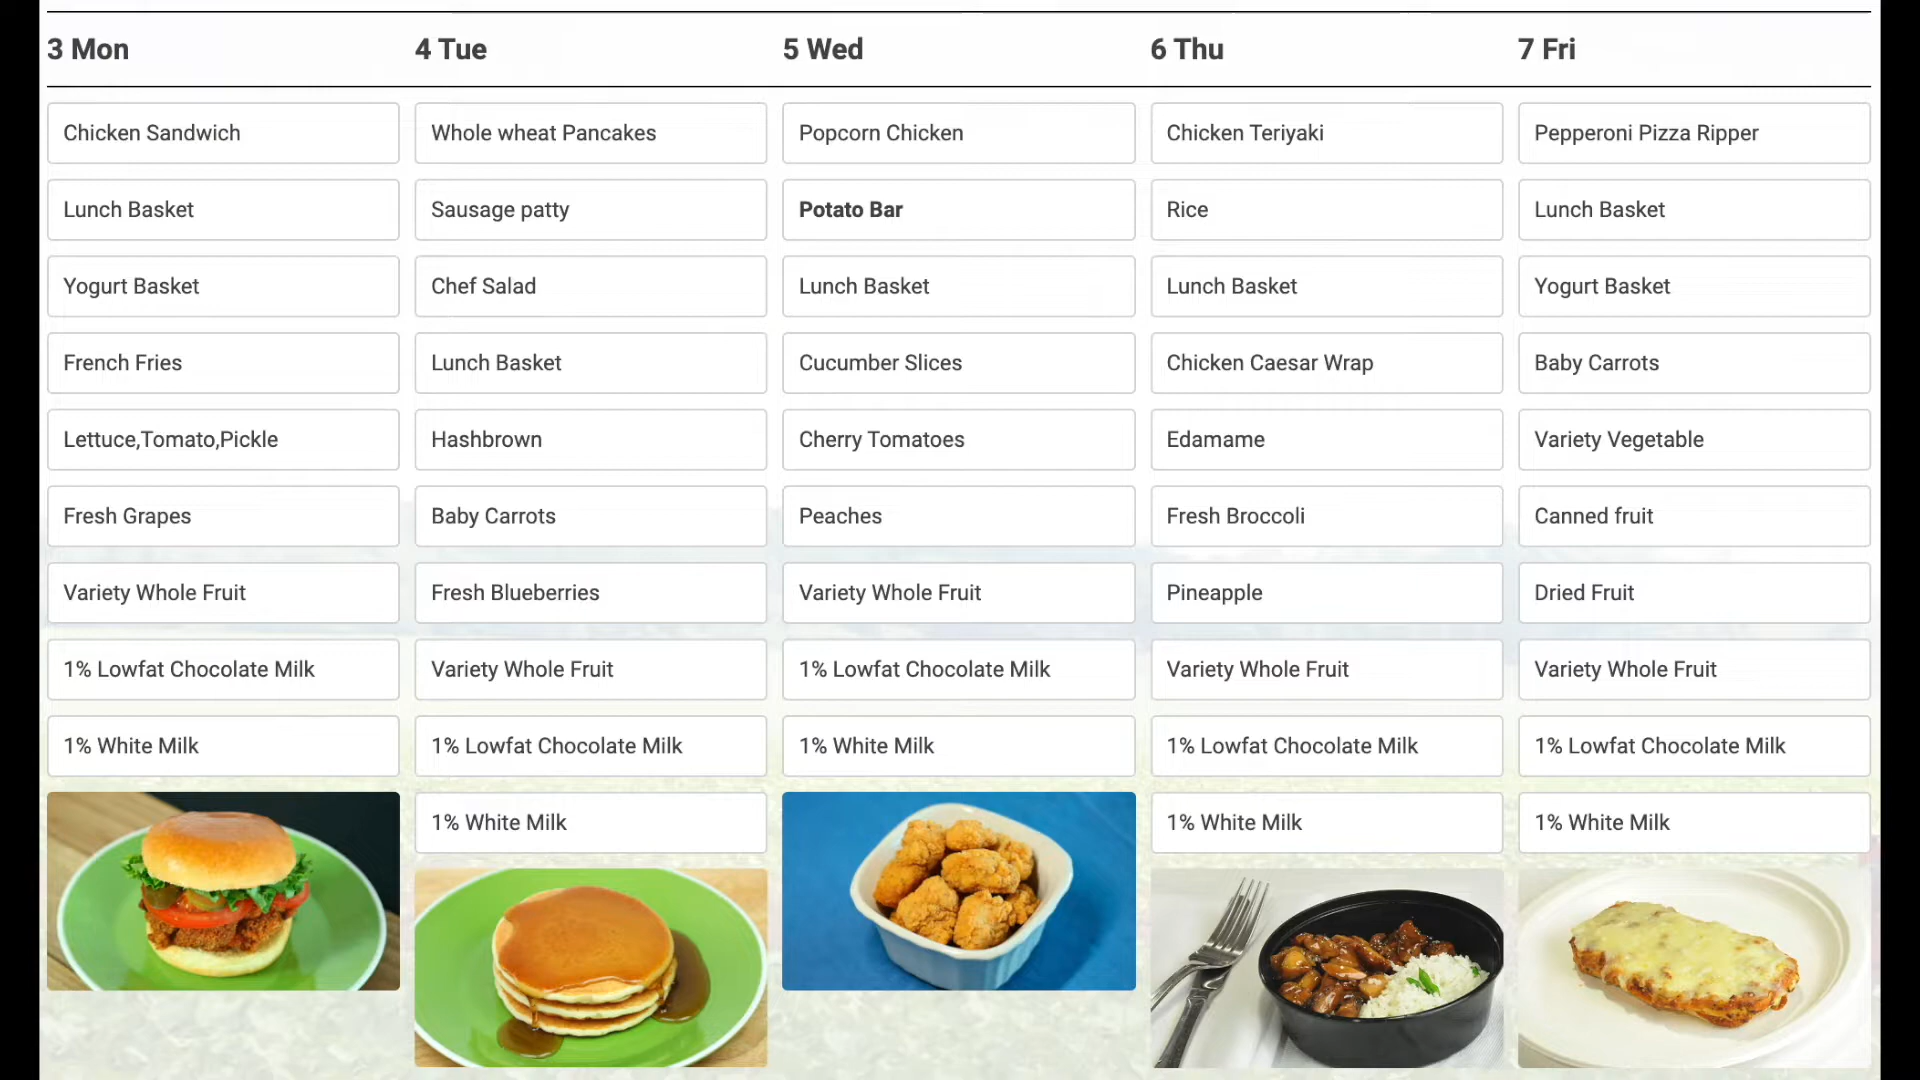 3 Mon
Chicken Sandwich
Lunch Basket
Yogurt Basket
French Fries
Lettuce,Tomato,Pickle
Fresh Grapes
Variety Whole Fruit
1% Lowfat Chocolate Milk
1% White Milk
4 Tue
Whole wheat Pancakes
Sausage patty
Chef Salad
Lunch Basket
Hashbrown
Baby Carrots
Fresh Blueberries
Variety Whole Fruit
1% Lowfat Chocolate Milk
1% White Milk
5 Wed
Popcorn Chicken
Potato Bar
Lunch Basket
Cucumber Slices
Cherry Tomatoes
Peaches
Variety Whole Fruit
1% Lowfat Chocolate Milk
1% White Milk
6 Thu
Chicken Teriyaki
Rice
Lunch Basket
Chicken Caesar Wrap
Edamame
Fresh Broccoli
Pineapple
Variety Whole Fruit
1% Lowfat Chocolate Milk
1% White Milk
7 Fri
Pepperoni Pizza Ripper
Lunch Basket
Yogurt Basket
Baby Carrots
Variety Vegetable
Canned fruit
Dried Fruit
Variety Whole Fruit
1% Lowfat Chocolate Milk
1% White Milk